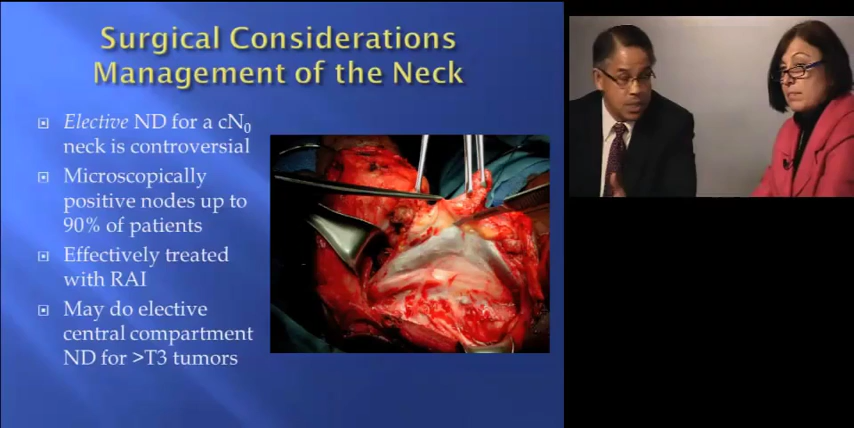 Surgical Considerations
Management of the Neck
Elective ND for a cN₀
neck is controversial
Microscopically
positive nodes up to
90% of patients
Effectively treated
with RAI
May do elective
central compartment
ND for >T3 tumors